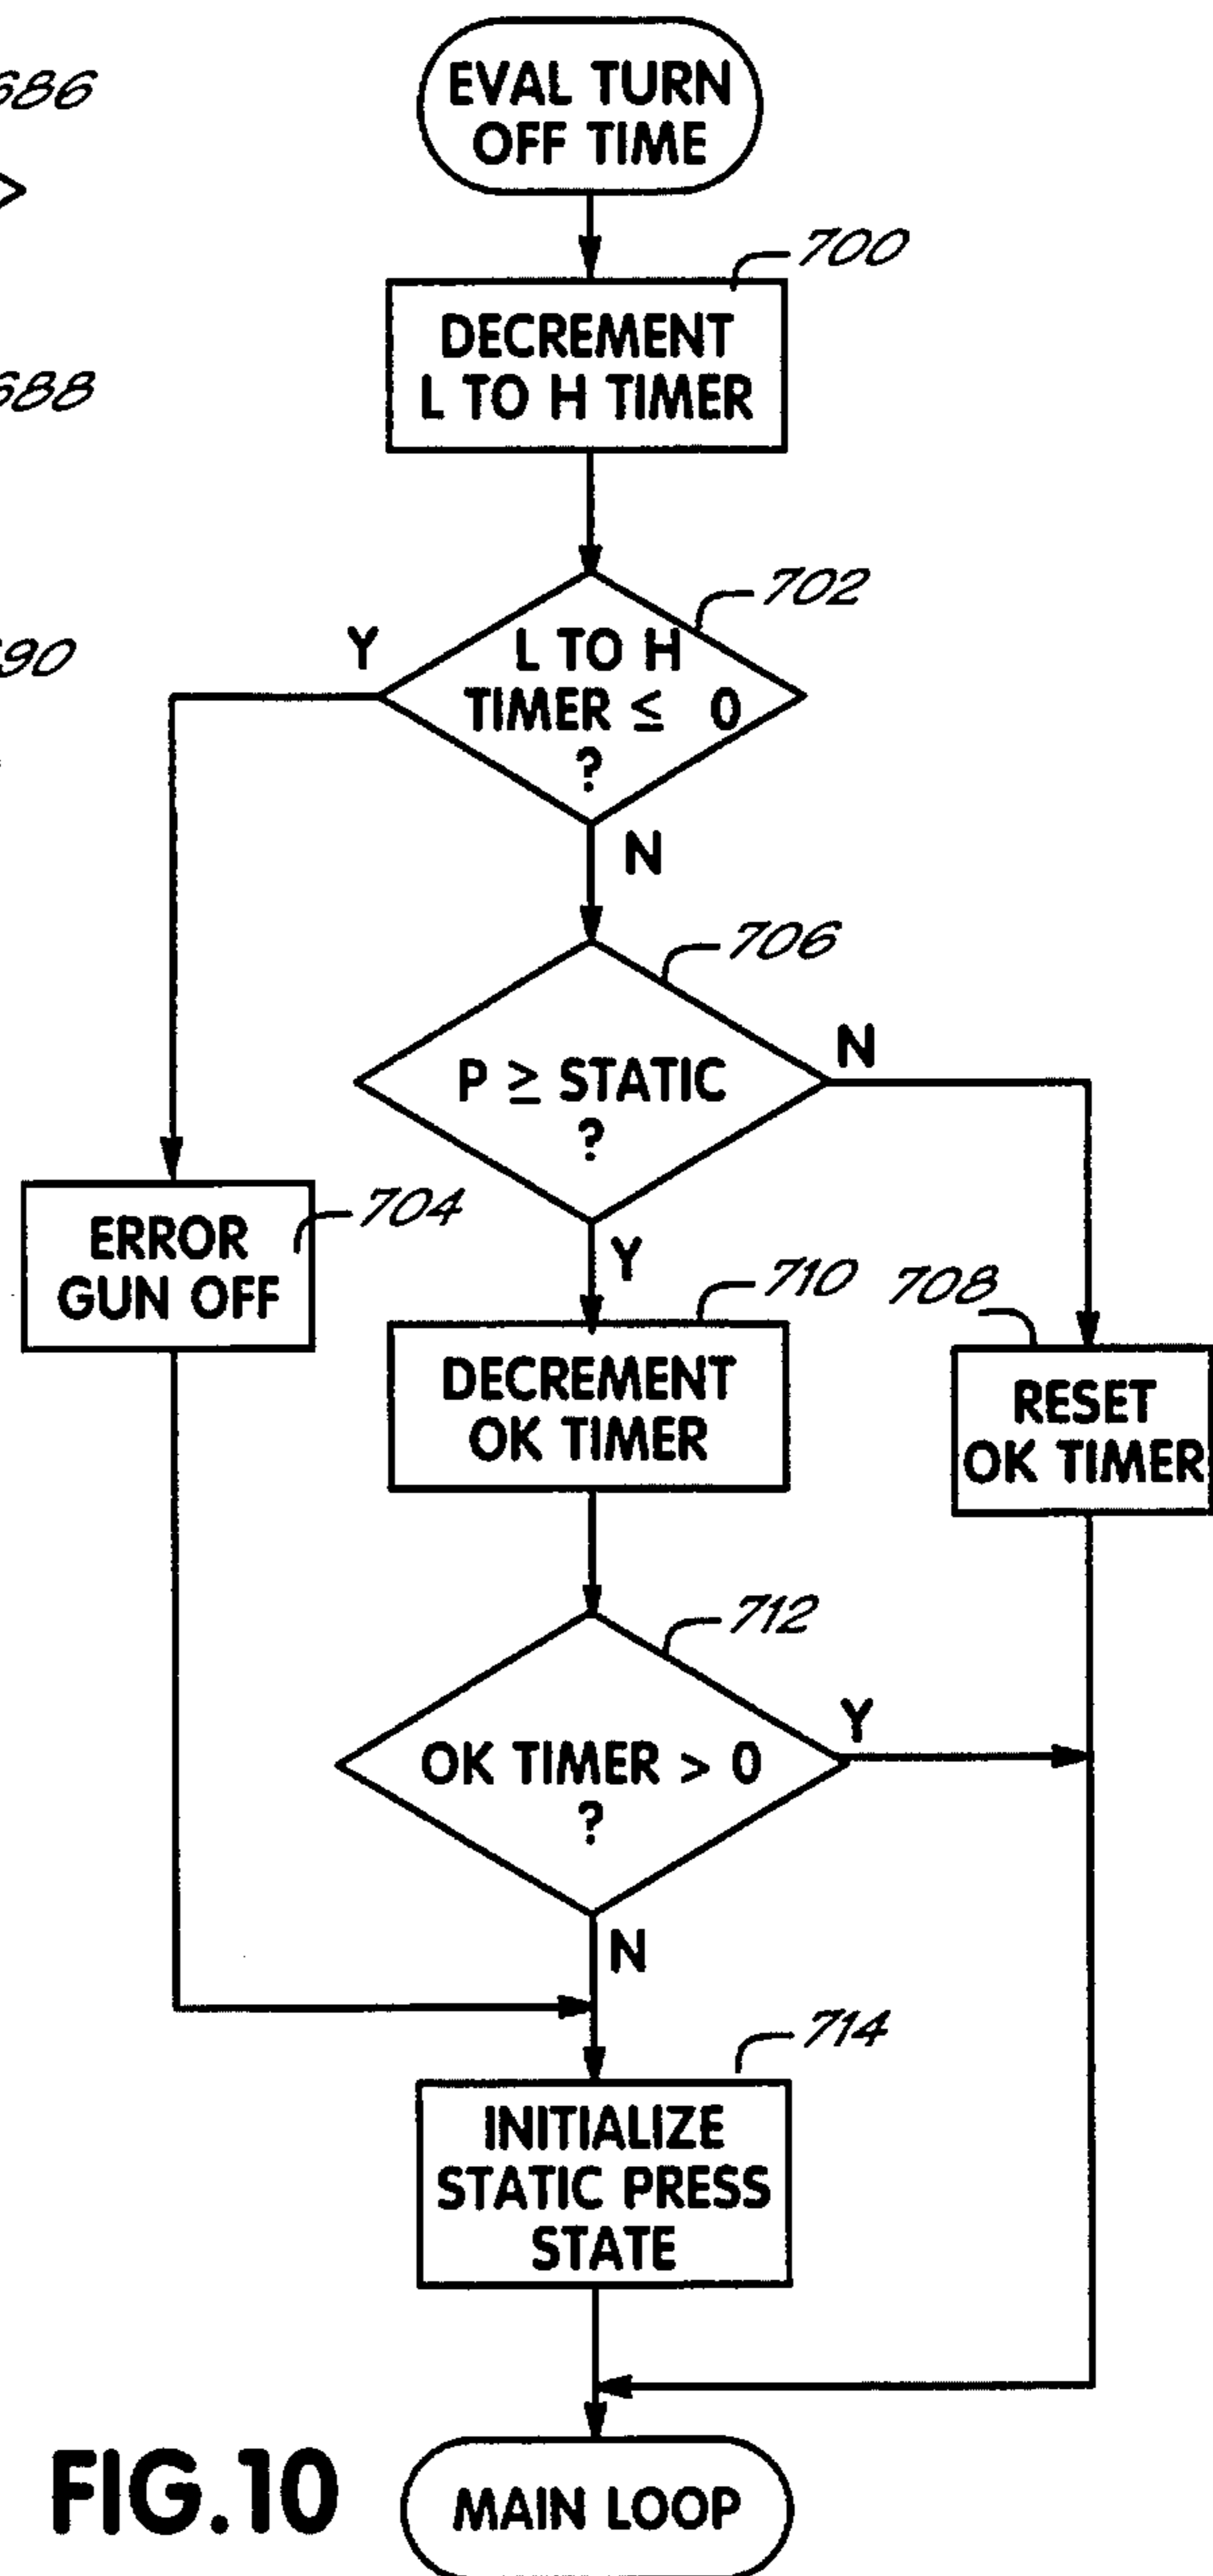 EVAL TURN
OFF TIME
686
700
DECREMENT
L TO H TIMER
688
702
Y
L TO H
TIMER ≤ 0
?
690
N
706
P ≥ STATIC
?
N
704
ERROR
GUN OFF
Y
710
708
DECREMENT
OK TIMER
RESET
OK TIMER
712
OK TIMER > 0
?
Y
N
714
INITIALIZE
STATIC PRESS
STATE
FIG.10
MAIN LOOP